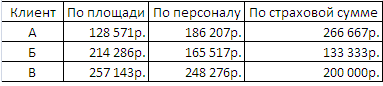 Клиент По площади По персоналу По страховой сумме
А 128 571р. 186 207р. 266 667р.
Б 214 286р. 165 517р. 133 333р.
В 257 143р. 248 276р. 200 000р.